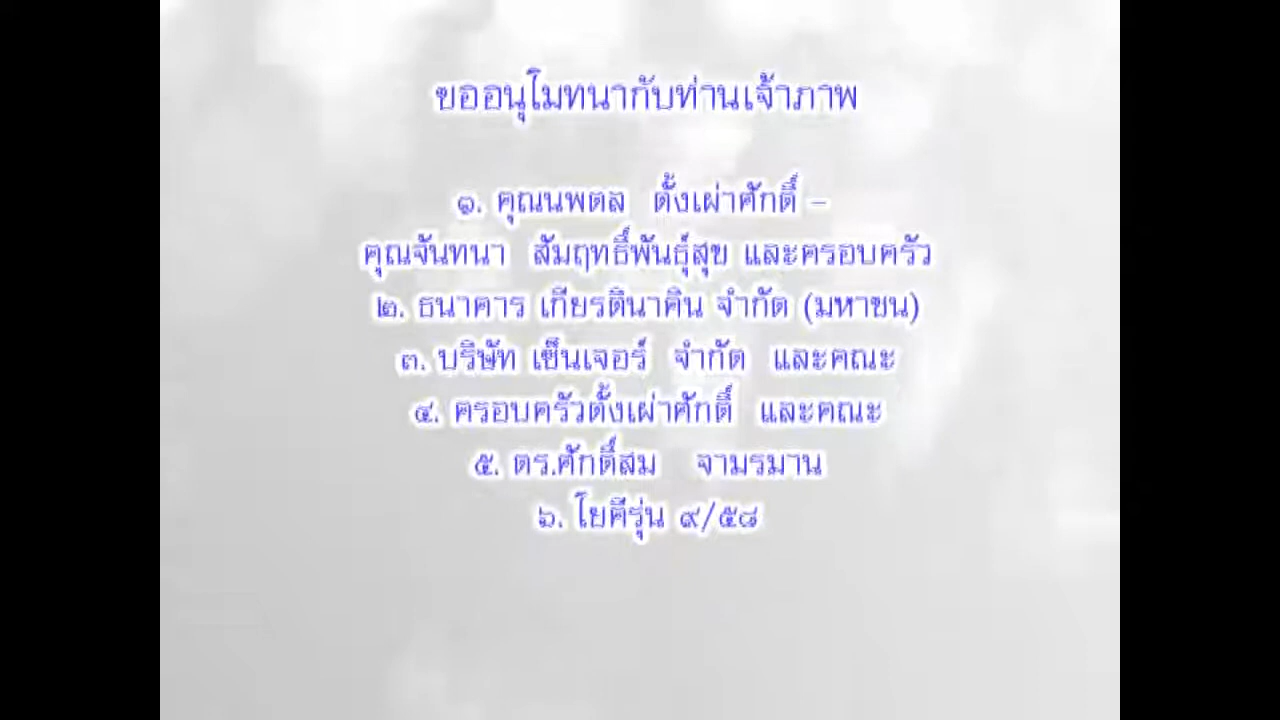 ขออนุโมทนากับท่านเจ้าภาพ
๑. คุณนพดล ตั้งเผ่าศักดิ์ –
คุณจันทนา สัมฤทธิ์พันธุ์สุข และครอบครัว
๒. ธนาคาร เกียรตินาคิน จำกัด (มหาชน)
๓. บริษัท เซ็นเจอร์ จำกัด และคณะ
๔. ครอบครัวตั้งเผ่าศักดิ์ และคณะ
๕. ดร.ศักดิ์สม จามรมาน
๖. โยคีรุ่น ๙/๕๘